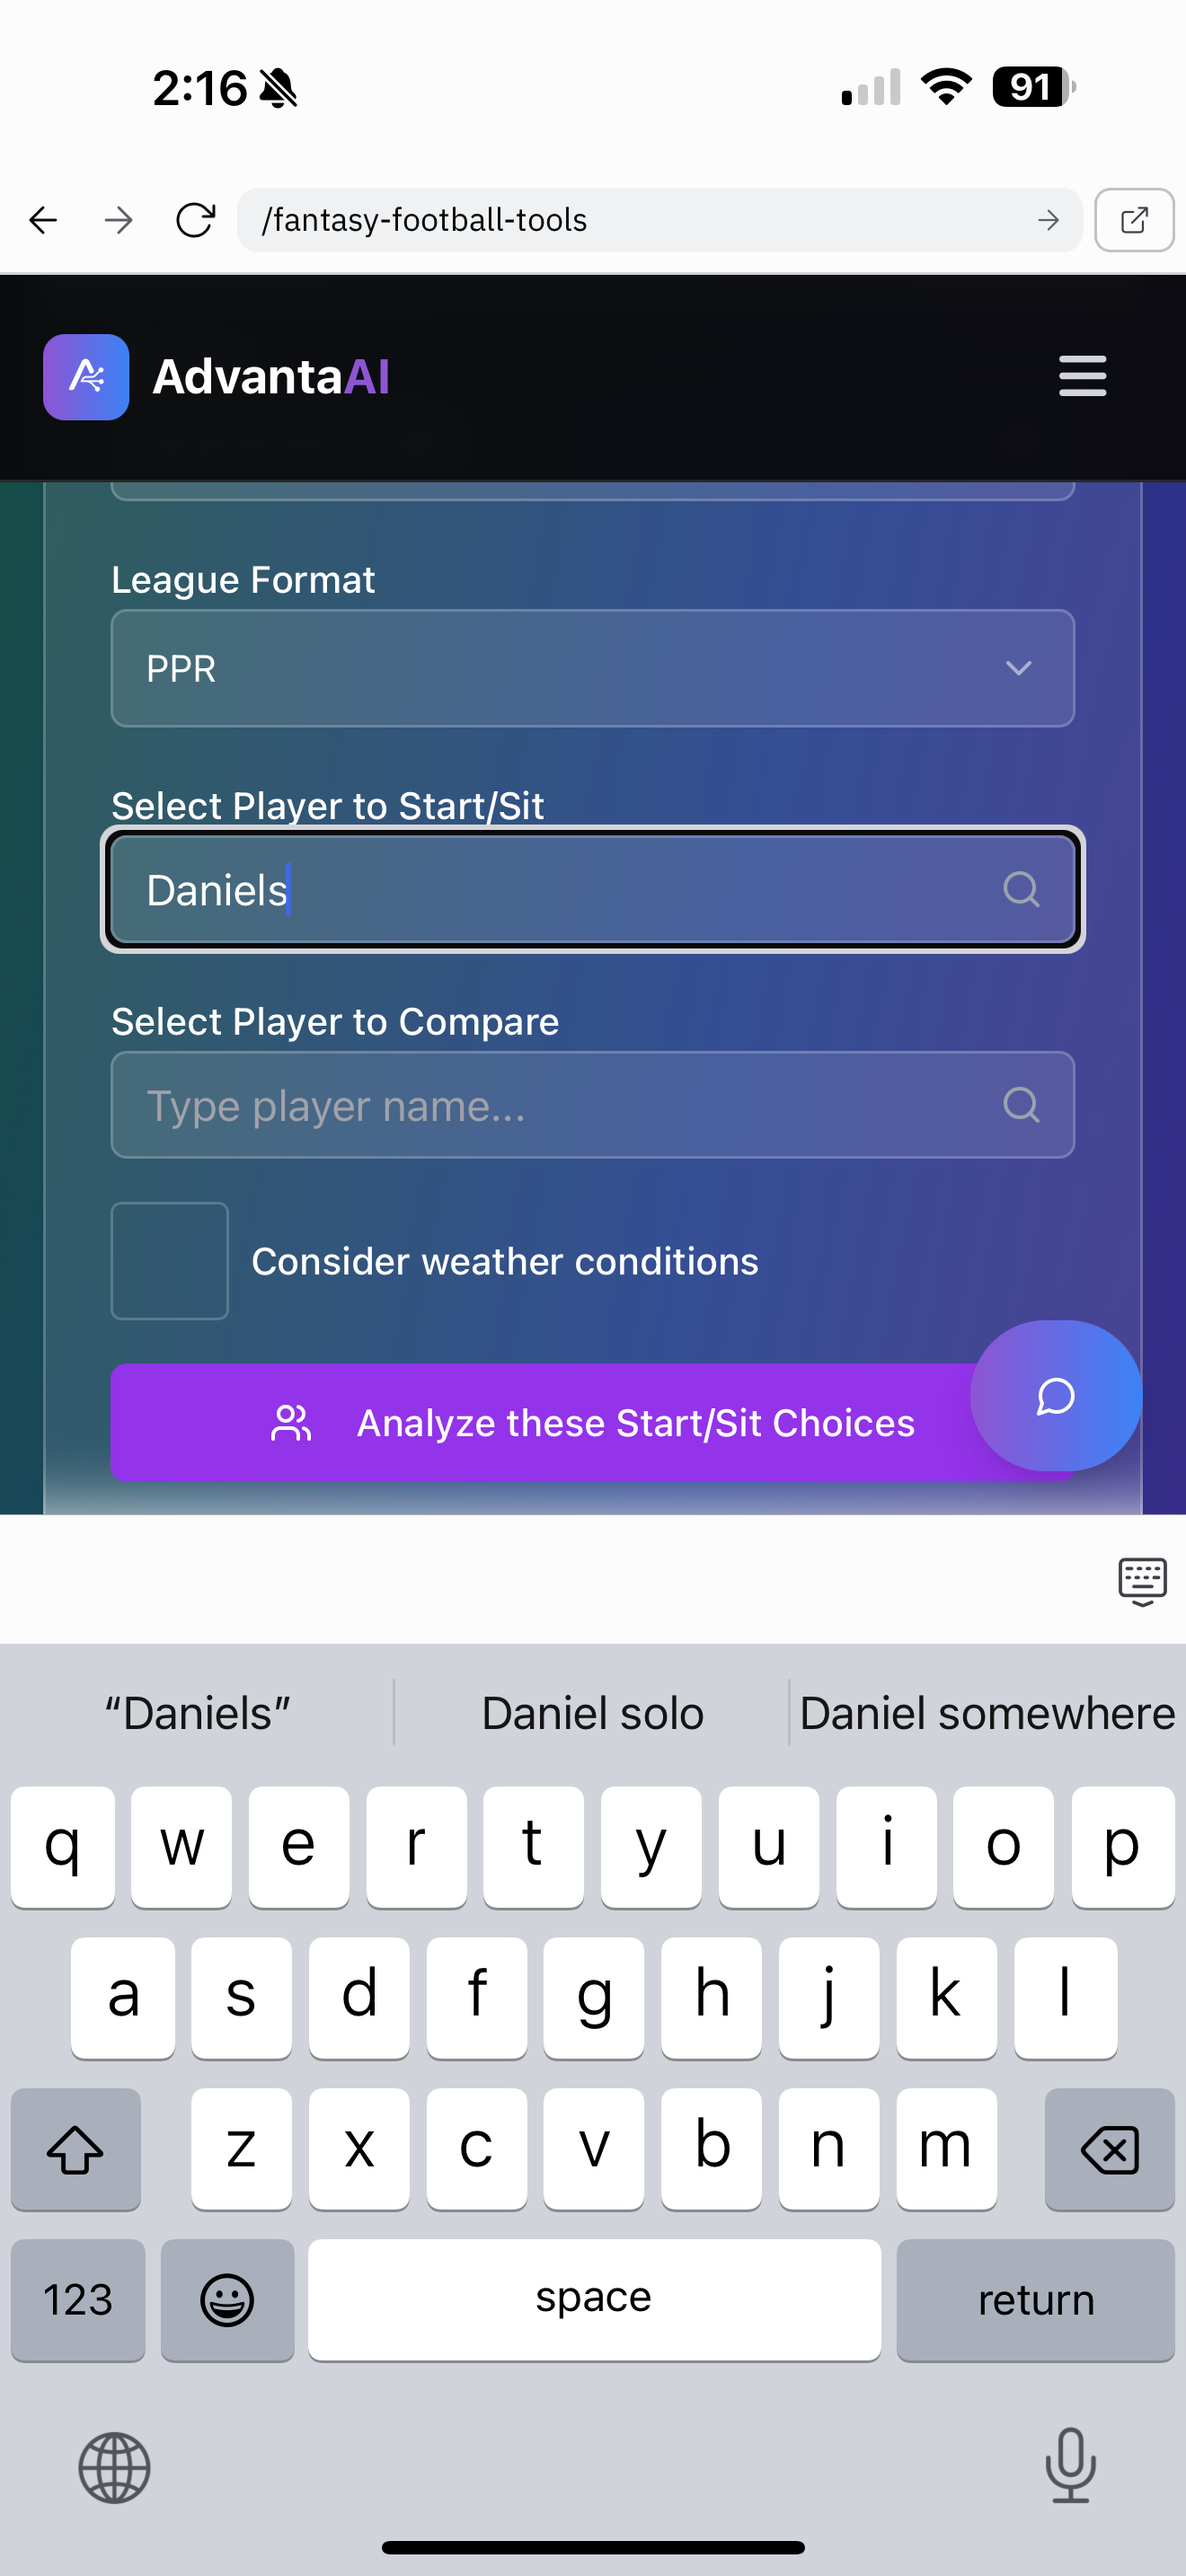 2:16
91
/fantasy-football-tools
AdvantaAI
League Format
PPR
Select Player to Start/Sit
Daniels
Select Player to Compare
Type player name...
Consider weather conditions
Analyze these Start/Sit Choices
“Daniels” Daniel solo Daniel somewhere
q w e r t y u i o p
a s d f g h j k l
z x c v b n m
123 space return